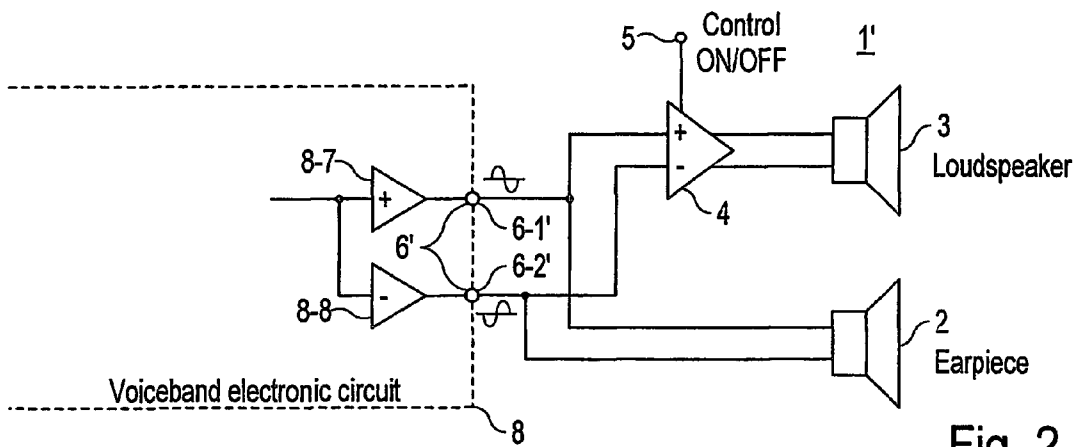 5
Control
ON/OFF
1'
8-7
+
+
-
3
Loudspeaker
4
6'
6-1'
6-2'
-
8-8
2
Earpiece
Voiceband electronic circuit
8
Fig. 2